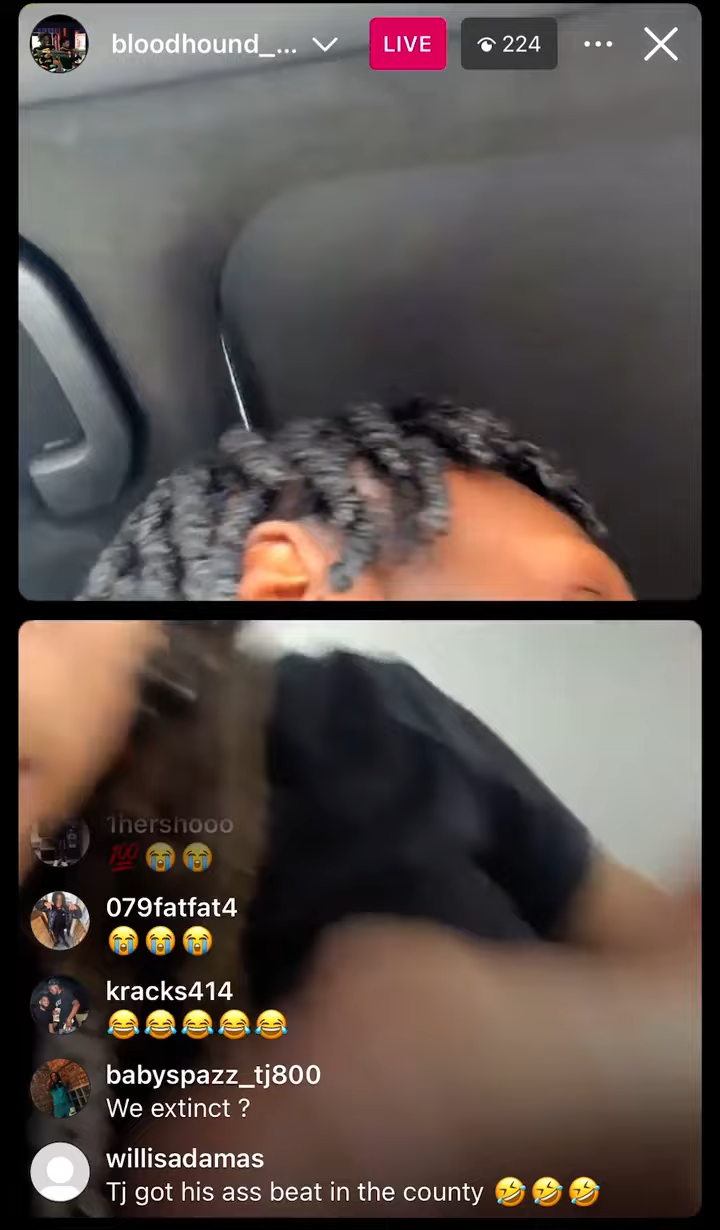 bloodhound_...
LIVE
224
1hershooo
💯😭😭
079fatfat4
😭😭😭
kracks414
😂😂😂😂😂
babyspazz_tj800
We extinct ?
willisadamas
Tj got his ass beat in the county 🤣🤣🤣